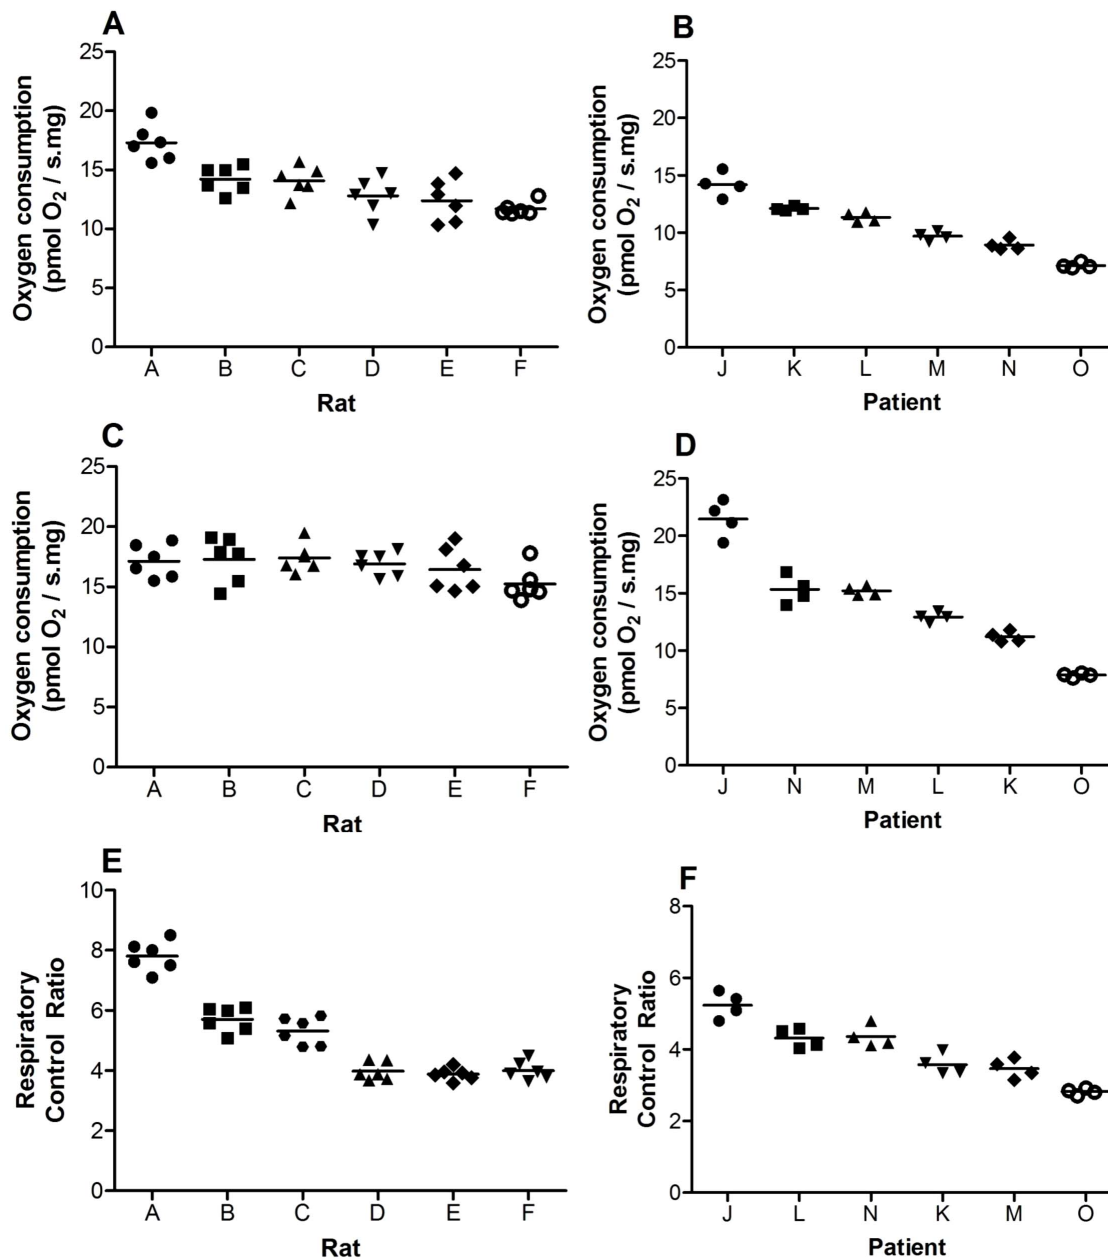 A
Oxygen consumption
(pmol O₂ / s.mg)
25
20
15
10
5
0
A B C D E F
Rat
B
Oxygen consumption
(pmol O₂ / s.mg)
25
20
15
10
5
0
J K L M N O
Patient
C
Oxygen consumption
(pmol O₂ / s.mg)
25
20
15
10
5
0
A B C D E F
Rat
D
Oxygen consumption
(pmol O₂ / s.mg)
25
20
15
10
5
0
J N M L K O
Patient
E
Respiratory
Control Ratio
10
8
6
4
2
0
A B C D E F
Rat
F
Respiratory
Control Ratio
8
6
4
2
0
J L N K M O
Patient